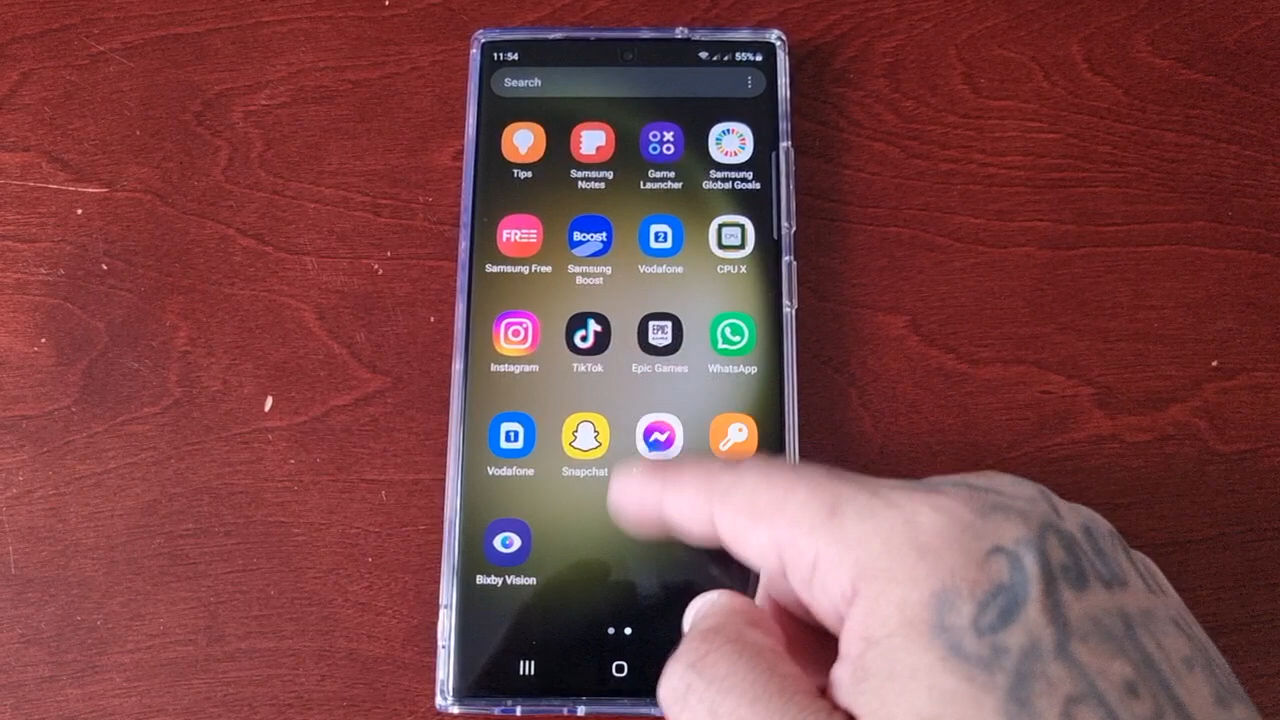 11:54
55%
Search
Tips
Samsung
Notes
Game
Launcher
Samsung
Global Goals
FREE
Samsung Free
Boost
Samsung
Boost
2
Vodafone
CPU
CPU X
Instagram
TikTok
EPIC
GAMES
Epic Games
WhatsApp
1
Vodafone
Snapchat
Bixby Vision